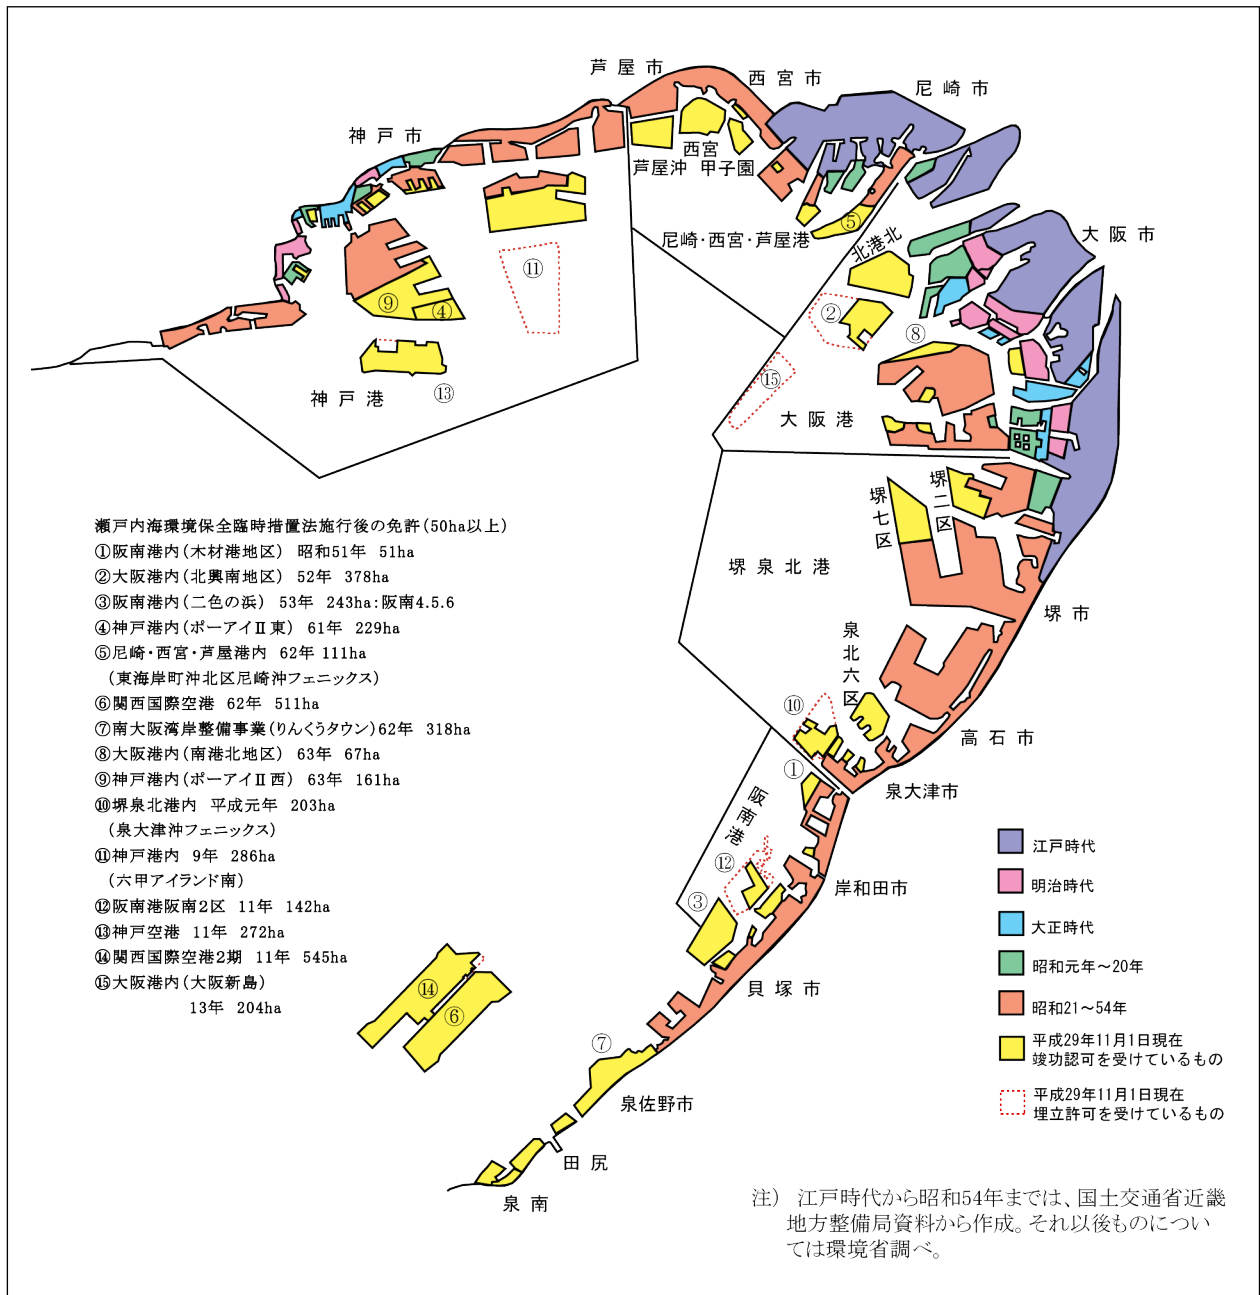 芦屋市
西宮市
尼崎市
神戸市
西宮
芦屋沖 甲子園
尼崎・西宮・芦屋港
⑤
北港北
大阪市
⑪
⑨
④
②
⑧
⑮
⑬
神戸港
大阪港
堺七区
堺二区
堺泉北港
堺市
泉北六区
⑩
高石市
①
泉大津市
阪南港
⑫
③
岸和田市
貝塚市
⑭
⑥
⑦
泉佐野市
田尻
泉南
瀬戸内海環境保全臨時措置法施行後の免許(50ha以上)
①阪南港内(木材港地区) 昭和51年 51ha
②大阪港内(北興南地区) 52年 378ha
③阪南港内(二色の浜) 53年 243ha:阪南4.5.6
④神戸港内(ポーアイⅡ東) 61年 229ha
⑤尼崎・西宮・芦屋港内 62年 111ha
(東海岸町沖北区尼崎沖フェニックス)
⑥関西国際空港 62年 511ha
⑦南大阪湾岸整備事業(りんくうタウン)62年 318ha
⑧大阪港内(南港北地区) 63年 67ha
⑨神戸港内(ポーアイⅡ西) 63年 161ha
⑩堺泉北港内 平成元年 203ha
(泉大津沖フェニックス)
⑪神戸港内 9年 286ha
(六甲アイランド南)
⑫阪南港阪南2区 11年 142ha
⑬神戸空港 11年 272ha
⑭関西国際空港2期 11年 545ha
⑮大阪港内(大阪新島)
13年 204ha
江戸時代
明治時代
大正時代
昭和元年～20年
昭和21～54年
平成29年11月1日現在
竣功認可を受けているもの
平成29年11月1日現在
埋立許可を受けているもの
注) 江戸時代から昭和54年までは、国土交通省近畿
地方整備局資料から作成。それ以後ものについ
ては環境省調べ。